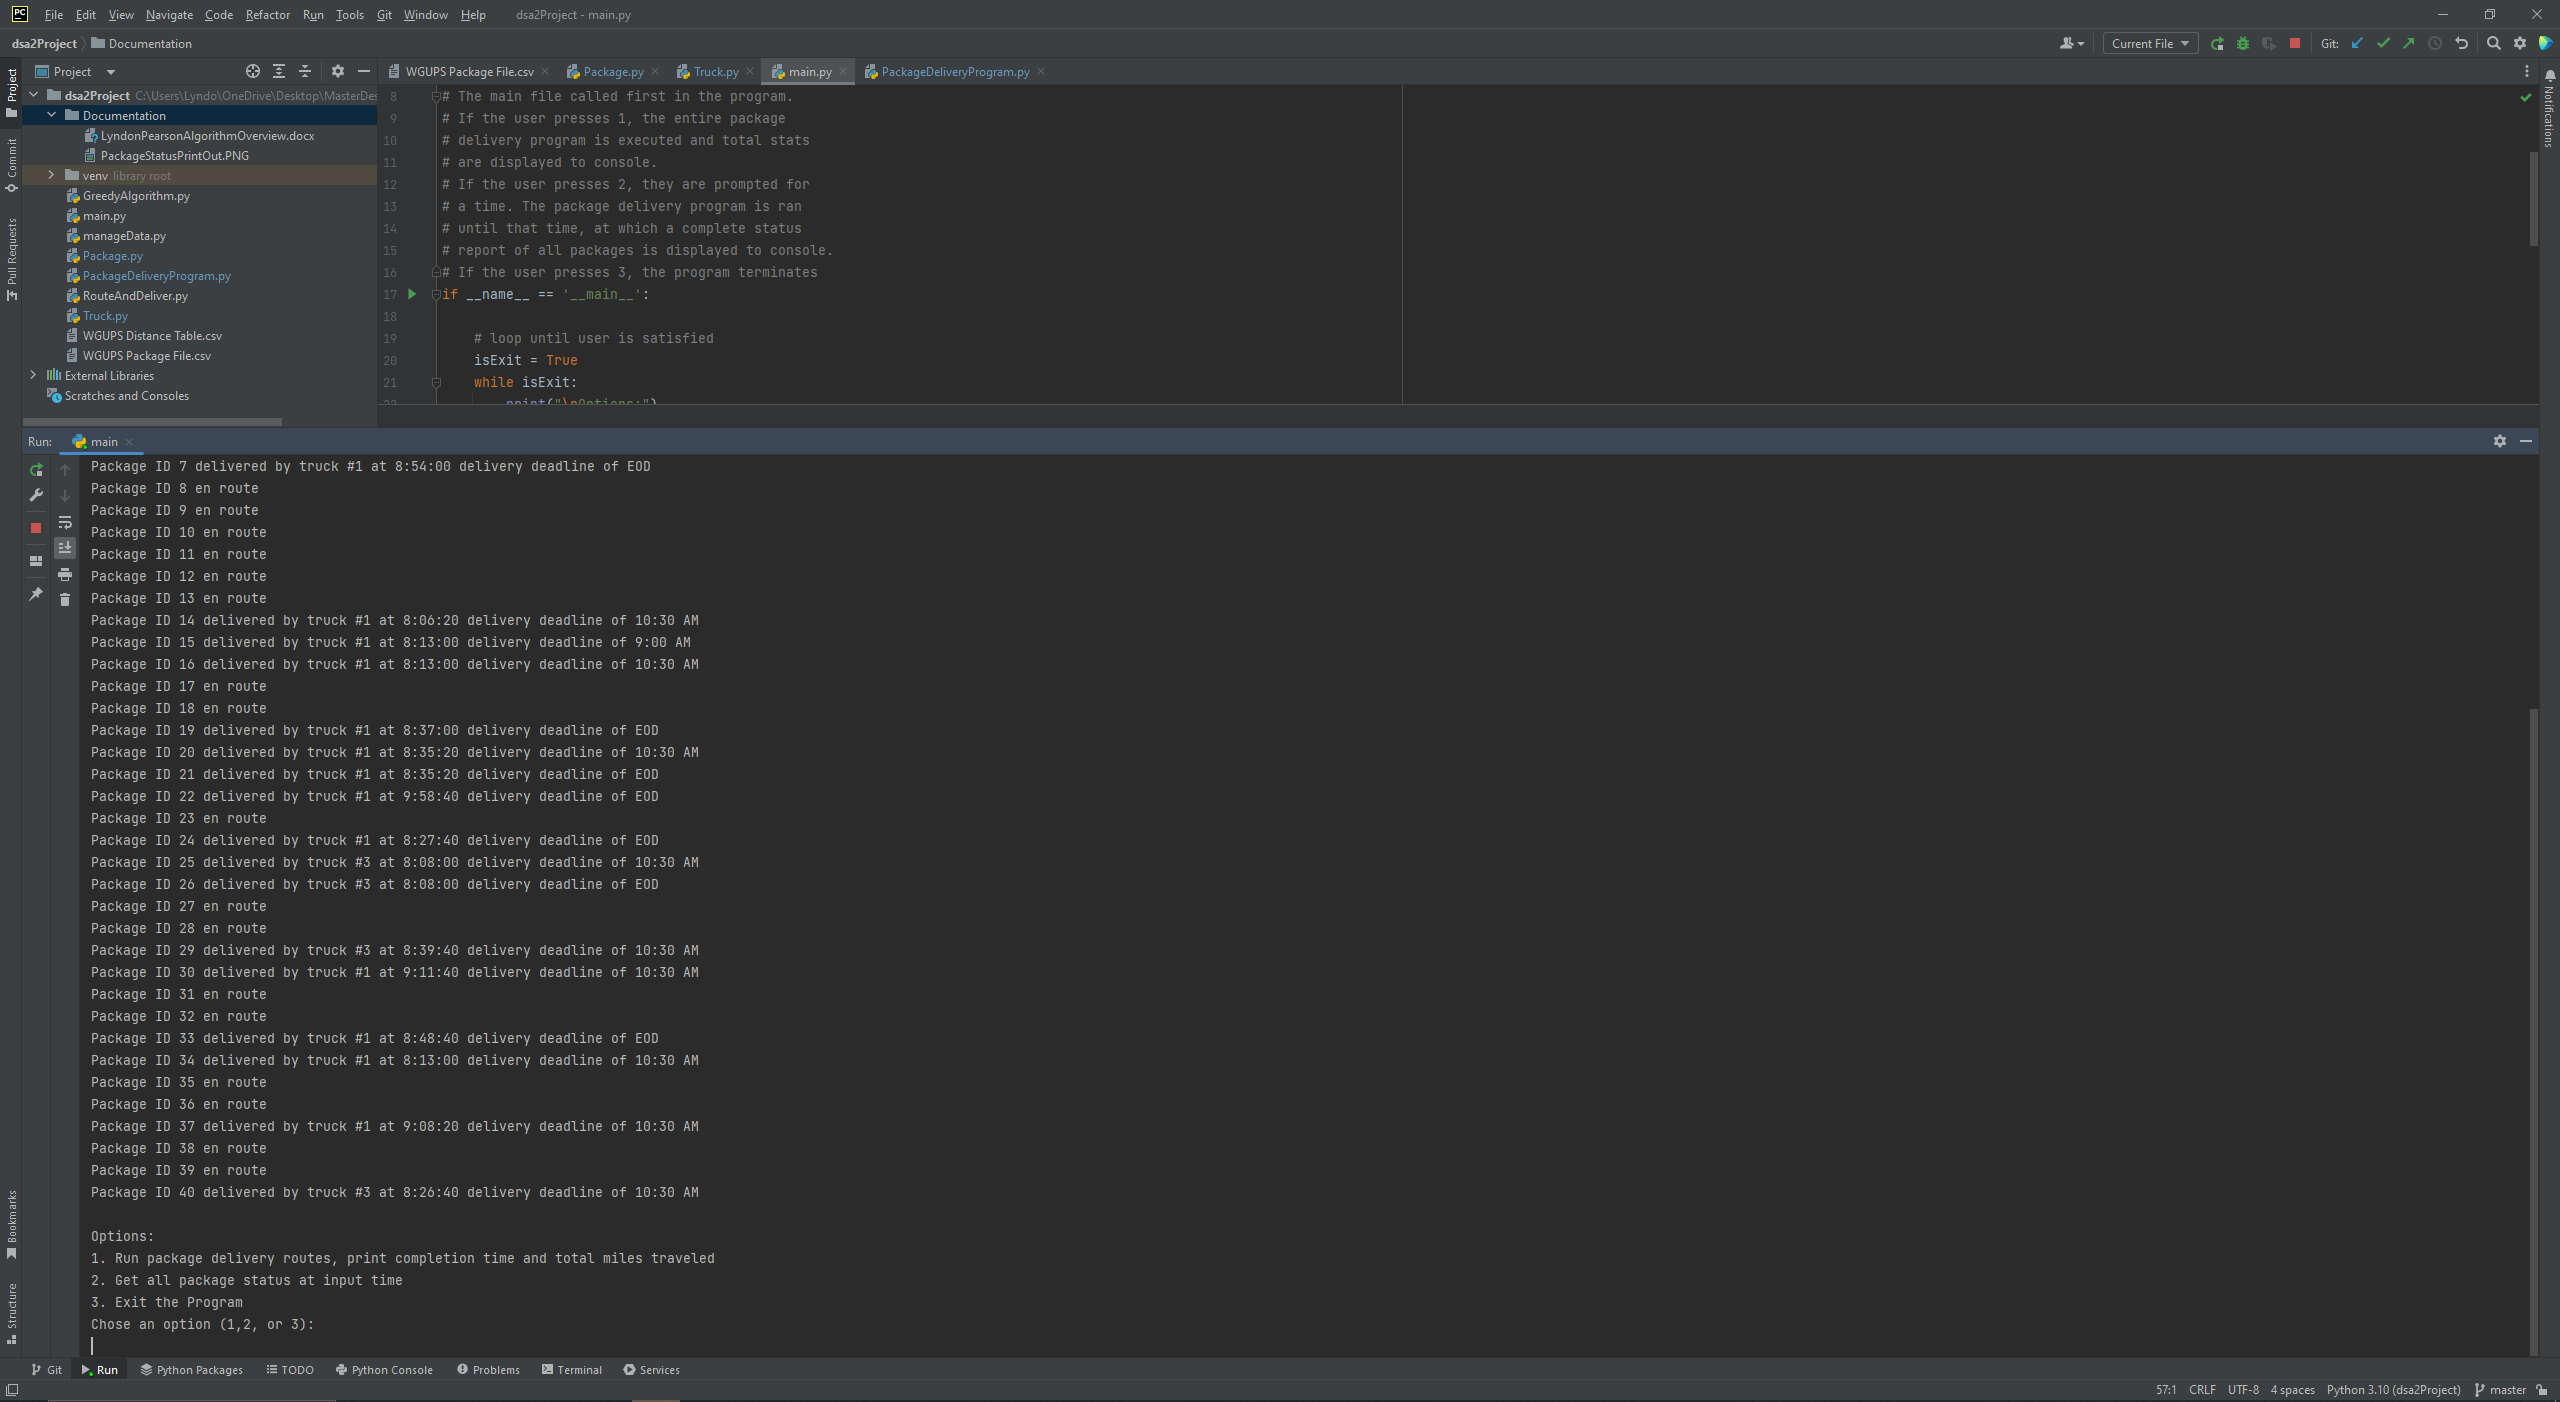 PC File Edit View Navigate Code Refactor Run Tools Git Window Help dsa2Project - main.py
dsa2Project Documentation Current File Git:
Project
WGUPS Package File.csv Package.py Truck.py main.py PackageDeliveryProgram.py
dsa2Project C:\Users\Lyndo\OneDrive\Desktop\MasterDes
Documentation
LyndonPearsonAlgorithmOverview.docx
PackageStatusPrintOut.PNG
venv library root
GreedyAlgorithm.py
main.py
manageData.py
Package.py
PackageDeliveryProgram.py
RouteAndDeliver.py
Truck.py
WGUPS Distance Table.csv
WGUPS Package File.csv
External Libraries
Scratches and Consoles
8 # The main file called first in the program.
9 # If the user presses 1, the entire package
10 # delivery program is executed and total stats
11 # are displayed to console.
12 # If the user presses 2, they are prompted for
13 # a time. The package delivery program is ran
14 # until that time, at which a complete status
15 # report of all packages is displayed to console.
16 # If the user presses 3, the program terminates
17 if __name__ == '__main__':
18
19 # loop until user is satisfied
20 isExit = True
21 while isExit:
22 print("\nOptions:")
Project
Commit
Pull Requests
Bookmarks
Structure
Notifications
Run: main
Package ID 7 delivered by truck #1 at 8:54:00 delivery deadline of EOD
Package ID 8 en route
Package ID 9 en route
Package ID 10 en route
Package ID 11 en route
Package ID 12 en route
Package ID 13 en route
Package ID 14 delivered by truck #1 at 8:06:20 delivery deadline of 10:30 AM
Package ID 15 delivered by truck #1 at 8:13:00 delivery deadline of 9:00 AM
Package ID 16 delivered by truck #1 at 8:13:00 delivery deadline of 10:30 AM
Package ID 17 en route
Package ID 18 en route
Package ID 19 delivered by truck #1 at 8:37:00 delivery deadline of EOD
Package ID 20 delivered by truck #1 at 8:35:20 delivery deadline of 10:30 AM
Package ID 21 delivered by truck #1 at 8:35:20 delivery deadline of EOD
Package ID 22 delivered by truck #1 at 9:58:40 delivery deadline of EOD
Package ID 23 en route
Package ID 24 delivered by truck #1 at 8:27:40 delivery deadline of EOD
Package ID 25 delivered by truck #3 at 8:08:00 delivery deadline of 10:30 AM
Package ID 26 delivered by truck #3 at 8:08:00 delivery deadline of EOD
Package ID 27 en route
Package ID 28 en route
Package ID 29 delivered by truck #3 at 8:39:40 delivery deadline of 10:30 AM
Package ID 30 delivered by truck #1 at 9:11:40 delivery deadline of 10:30 AM
Package ID 31 en route
Package ID 32 en route
Package ID 33 delivered by truck #1 at 8:48:40 delivery deadline of EOD
Package ID 34 delivered by truck #1 at 8:13:00 delivery deadline of 10:30 AM
Package ID 35 en route
Package ID 36 en route
Package ID 37 delivered by truck #1 at 9:08:20 delivery deadline of 10:30 AM
Package ID 38 en route
Package ID 39 en route
Package ID 40 delivered by truck #3 at 8:26:40 delivery deadline of 10:30 AM
Options:
1. Run package delivery routes, print completion time and total miles traveled
2. Get all package status at input time
3. Exit the Program
Chose an option (1,2, or 3):
Git Run Python Packages TODO Python Console Problems Terminal Services
57:1 CRLF UTF-8 4 spaces Python 3.10 (dsa2Project) master